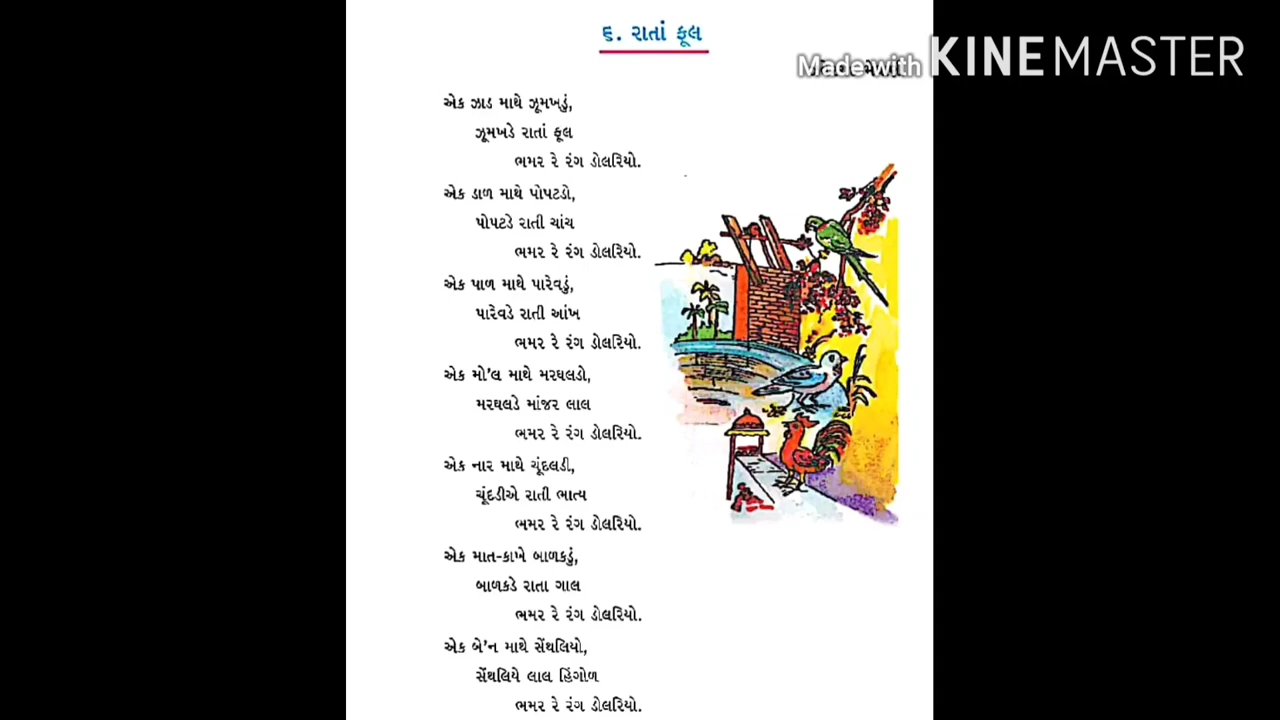 ૬. રાતાં ફૂલ
Made with KINEMASTER
એક ઝાડ માથે ઝૂમખડું,
ઝૂમખડે રાતાં ફૂલ
ભમર રે રંગ ડોલરિયો.
એક ડાળ માથે પોપટડો,
પોપટડે રાતી ચાંચ
ભમર રે રંગ ડોલરિયો.
એક પાળ માથે પારેવડું,
પારેવડે રાતી આંખ
ભમર રે રંગ ડોલરિયો.
એક મો'લ માથે મરઘલડો,
મરઘલડે માંજર લાલ
ભમર રે રંગ ડોલરિયો.
એક નાર માથે ચૂંદલડી,
ચૂંદડીએ રાતી ભાત્ય
ભમર રે રંગ ડોલરિયો.
એક માત-કાખે બાળકડું,
બાળકડે રાતા ગાલ
ભમર રે રંગ ડોલરિયો.
એક બે'ન માથે સેંથલિયો,
સેંથલિયે લાલ હિંગોળ
ભમર રે રંગ ડોલરિયો.